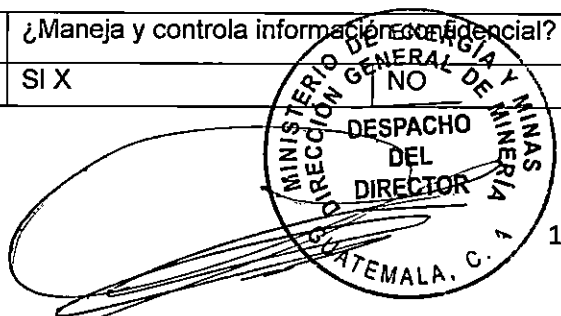 ¿Maneja y controla información confidencial?
SI X
NO
MINISTERIO DE ENERGÍA Y MINAS
DIRECCIÓN GENERAL DE MINERÍA
DESPACHO
DEL
DIRECTOR
GUATEMALA, C. A
1